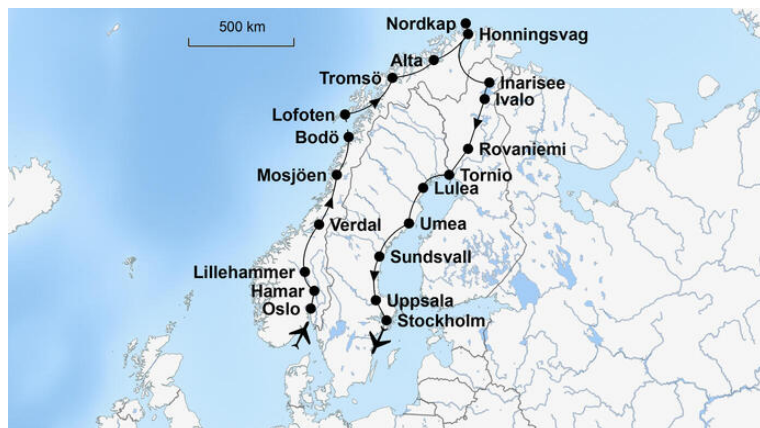 500 km
Nordkap
Honningsvag
Alta
Tromsö
Inarisee
Ivalo
Lofoten
Bodö
Rovaniemi
Mosjöen
Tornio
Lulea
Verdal
Umea
Sundsvall
Lillehammer
Hamar
Uppsala
Oslo
Stockholm